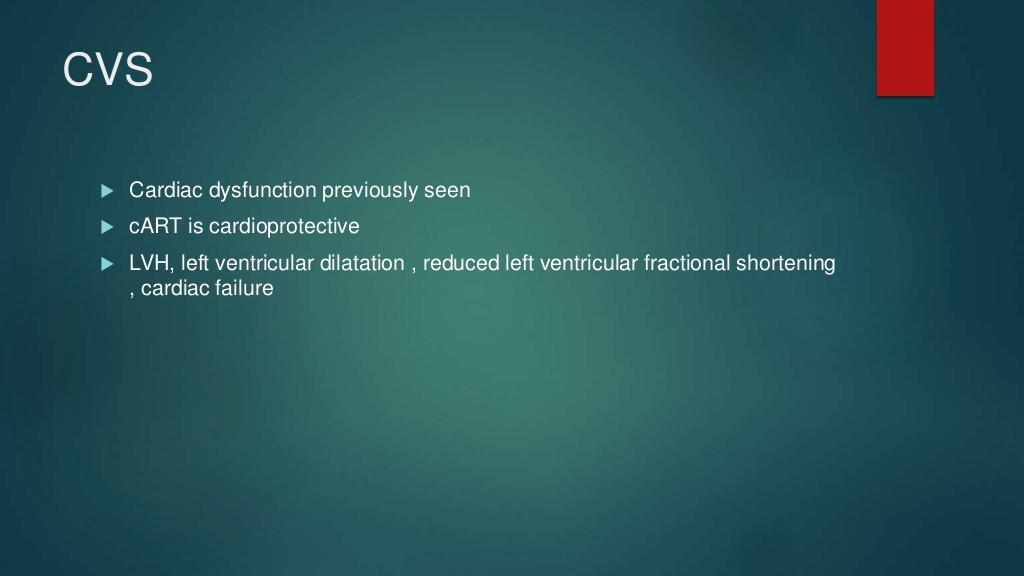 CVS
Cardiac dysfunction previously seen
cART is cardioprotective
LVH, left ventricular dilatation , reduced left ventricular fractional shortening
, cardiac failure